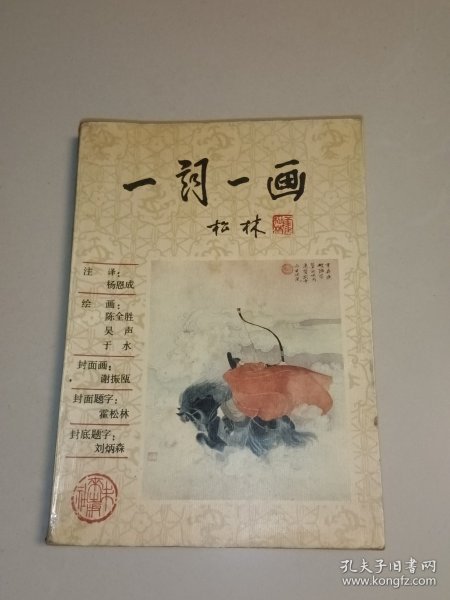 一词一画
松林
注 译：
杨恩成
绘 画：
陈全胜
吴 声
于 水
封面画：
谢振瓯
封面题字：
霍松林
封底题字：
刘炳森
孔夫子旧书网
www.kongfz.com